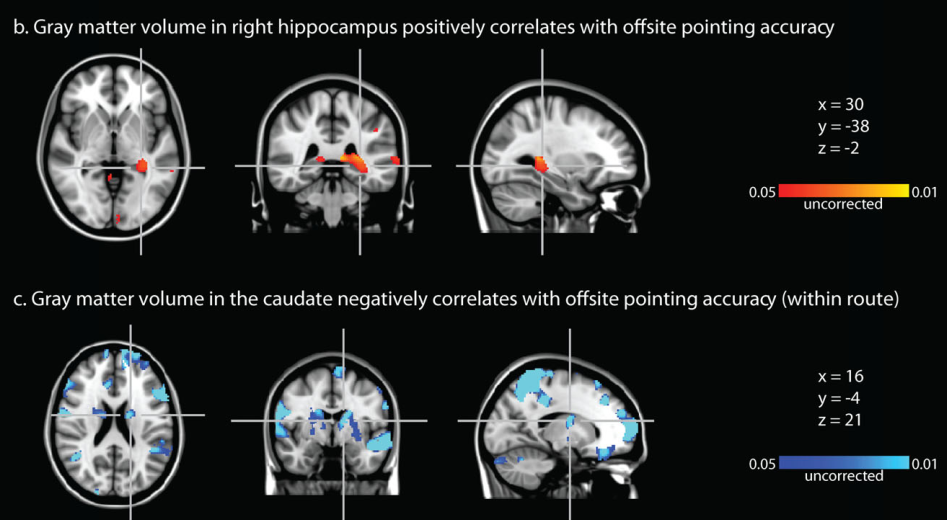 b. Gray matter volume in right hippocampus positively correlates with offsite pointing accuracy
x = 30
y = -38
z = -2
0.05 0.01
uncorrected
c. Gray matter volume in the caudate negatively correlates with offsite pointing accuracy (within route)
x = 16
y = -4
z = 21
0.05 0.01
uncorrected